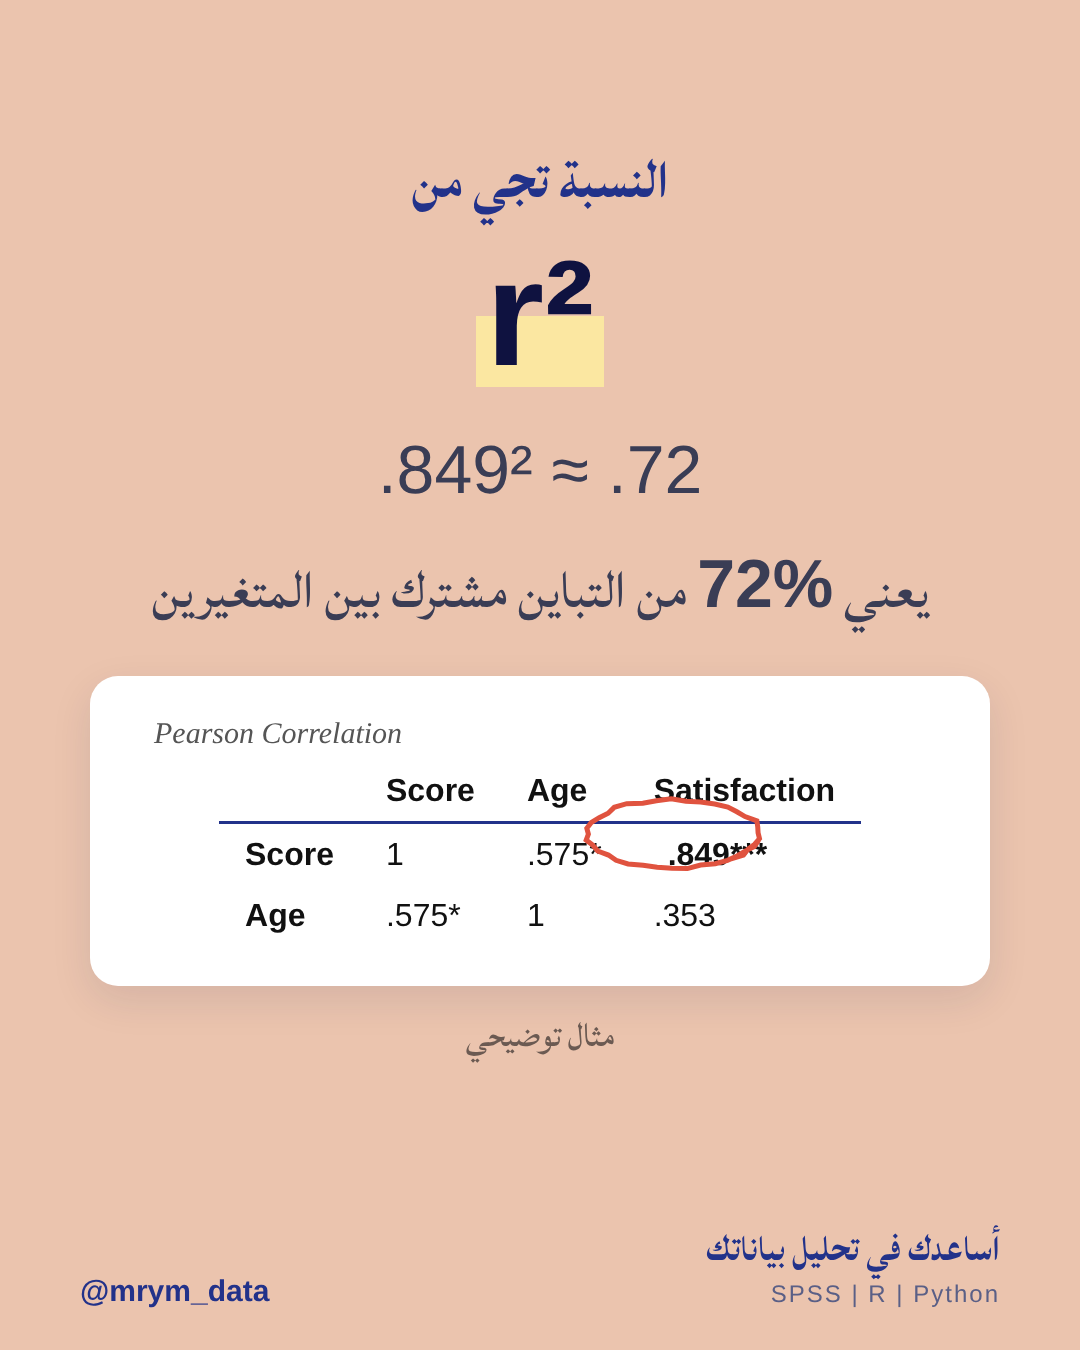 النسبة تجي من
r²
.849² ≈ .72
يعني 72% من التباين مشترك بين المتغيرين
Pearson Correlation
Score Age Satisfaction
Score 1 .575* .849***
Age .575* 1 .353
مثال توضيحي
أساعدك في تحليل بياناتك
SPSS | R | Python
@mrym_data